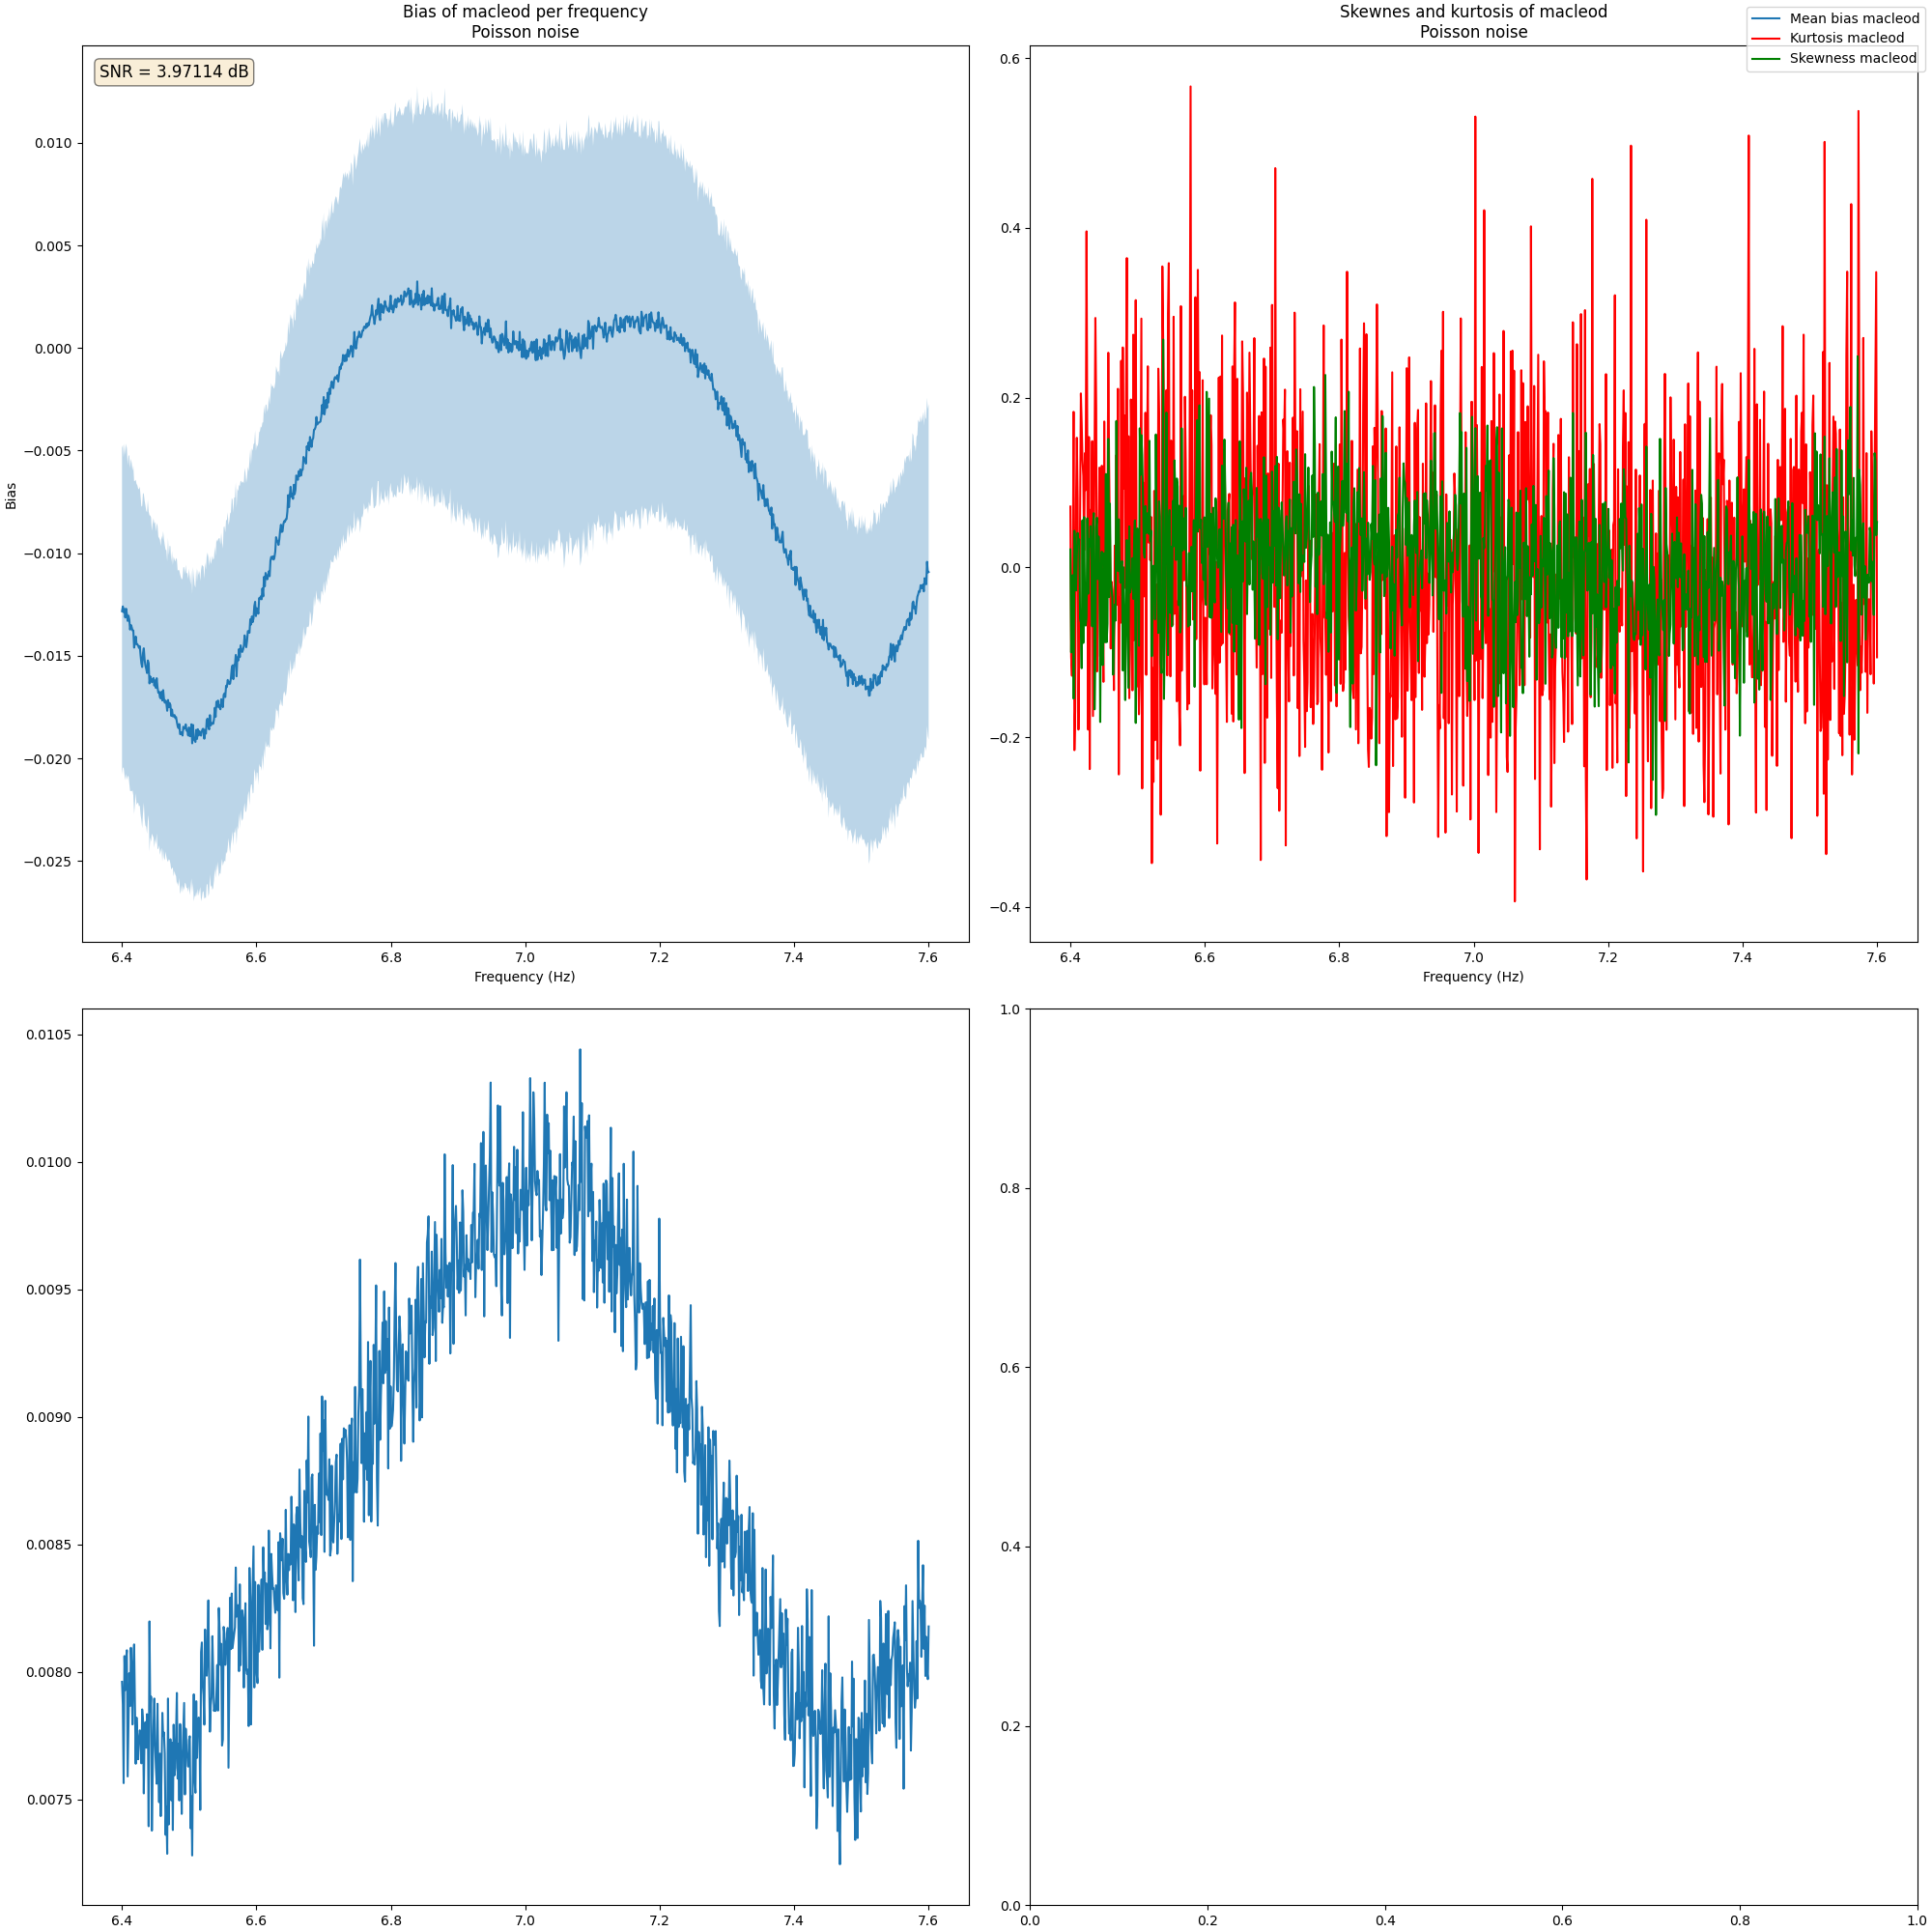 Bias of macleod per frequency
Poisson noise
SNR = 3.97114 dB
0.010
0.005
0.000
−0.005
−0.010
−0.015
−0.020
−0.025
Bias
6.4 6.6 6.8 7.0 7.2 7.4 7.6
Frequency (Hz)
Skewnes and kurtosis of macleod
Poisson noise
Mean bias macleod
Kurtosis macleod
Skewness macleod
0.6
0.4
0.2
0.0
−0.2
−0.4
6.4 6.6 6.8 7.0 7.2 7.4 7.6
Frequency (Hz)
0.0105
0.0100
0.0095
0.0090
0.0085
0.0080
0.0075
6.4 6.6 6.8 7.0 7.2 7.4 7.6
1.0
0.8
0.6
0.4
0.2
0.0
0.0 0.2 0.4 0.6 0.8 1.0